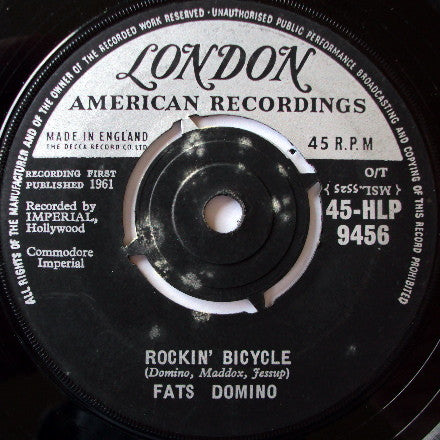 ALL RIGHTS OF THE MANUFACTURER AND OF THE OWNER OF THE RECORDED WORK RESERVED · UNAUTHORISED PUBLIC PERFORMANCE BROADCASTING AND COPYING OF THIS RECORD PROHIBITED
LONDON
AMERICAN RECORDINGS
MADE IN ENGLAND
THE DECCA RECORD CO. LTD.
45 R.P.M
RECORDING FIRST
PUBLISHED 1961
O/T
Recorded by
IMPERIAL,
Hollywood
45-HLP
9456
Commodore
Imperial
ROCKIN' BICYCLE
(Domino, Maddox, Jessup)
FATS DOMINO